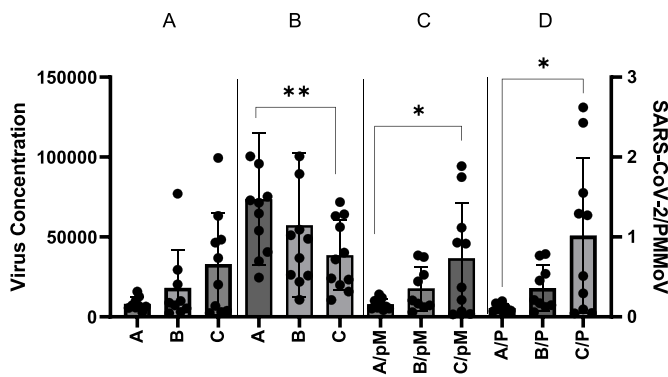 A B C D
150000
100000
50000
0
Virus Concentration
** * *
3
2
1
0
SARS-CoV-2/PMMoV
A B C A B C A/pM B/pM C/pM A/P B/P C/P